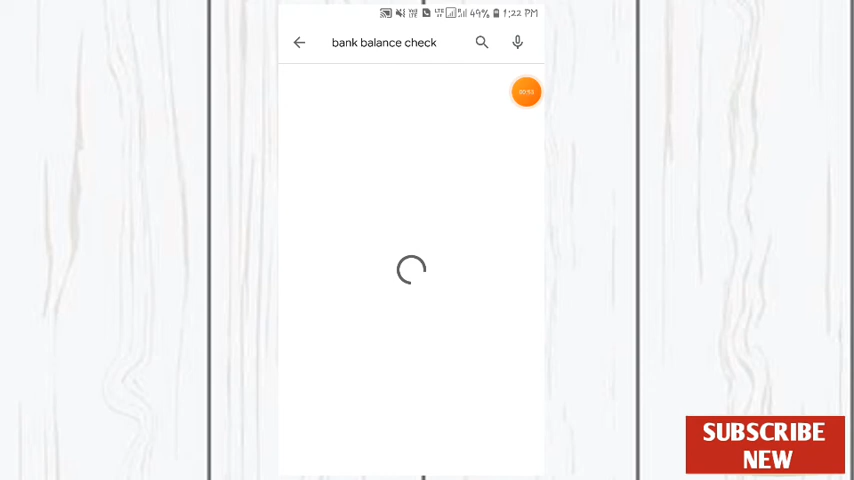 49% 1:22 PM
bank balance check
00:53
SUBSCRIBE
NEW